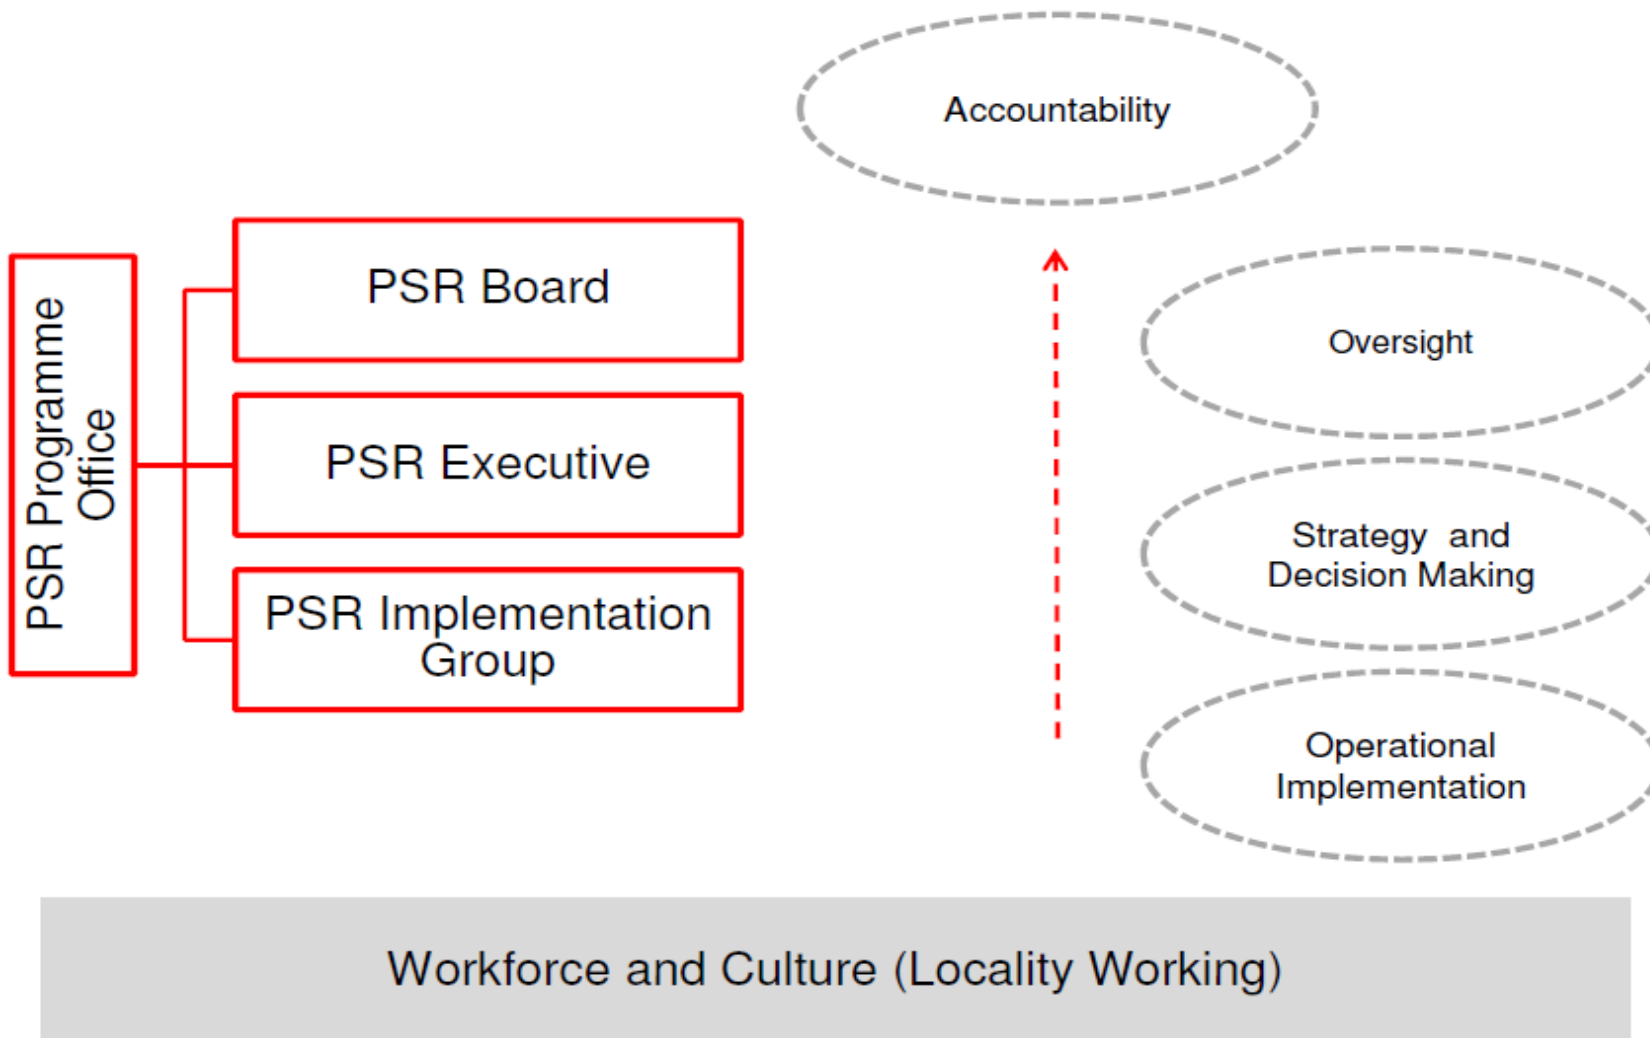 Accountability
PSR Programme
Office
PSR Board
PSR Executive
PSR Implementation
Group
Oversight
Strategy and
Decision Making
Operational
Implementation
Workforce and Culture (Locality Working)